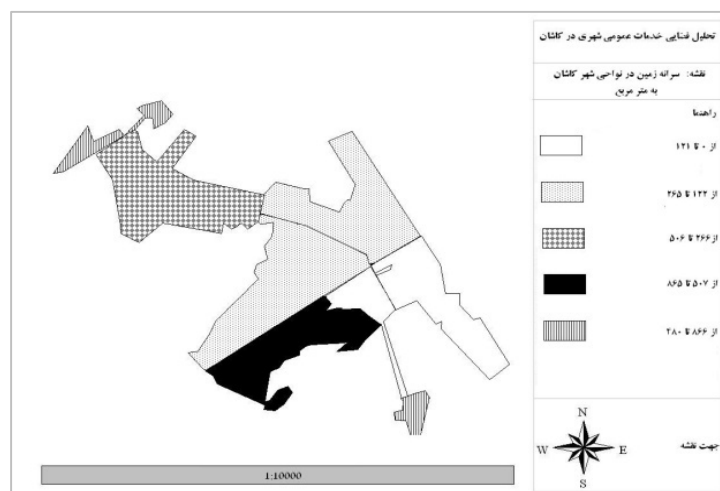 تحلیل فضایی خدمات عمومی شهری در کاشان
نقشه: سرانه زمین در نواحی شهر کاشان
به متر مربع
راهنما
از ۰ تا ۱۲۱
از ۱۲۲ تا ۲۶۵
از ۲۶۶ تا ۵۰۶
از ۵۰۷ تا ۸۶۵
از ۸۶۶ تا ۲۸۰
N
W
E
S
جهت نقشه
1:10000